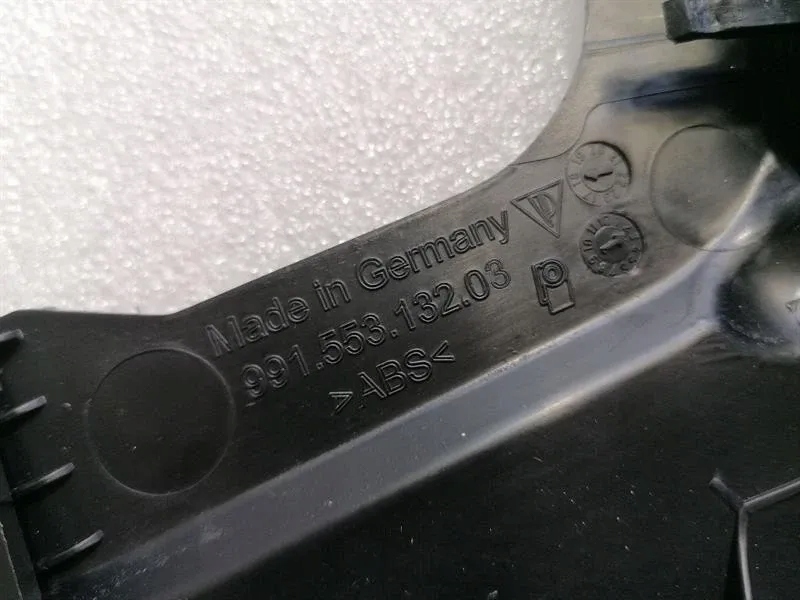 Made in Germany
991.553.132.03
>ABS<